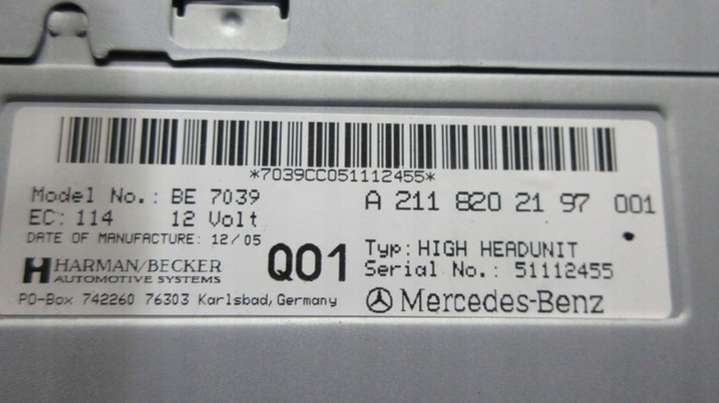 *7039CC051112455*
Model No.: BE 7039
A 211 820 21 97 001
EC: 114 12 Volt
DATE OF MANUFACTURE: 12/05
Q01
Typ: HIGH HEADUNIT
HARMAN/BECKER
AUTOMOTIVE SYSTEMS
Serial No.: 51112455
PO-Box 742260 76303 Karlsbad,Germany
Mercedes-Benz